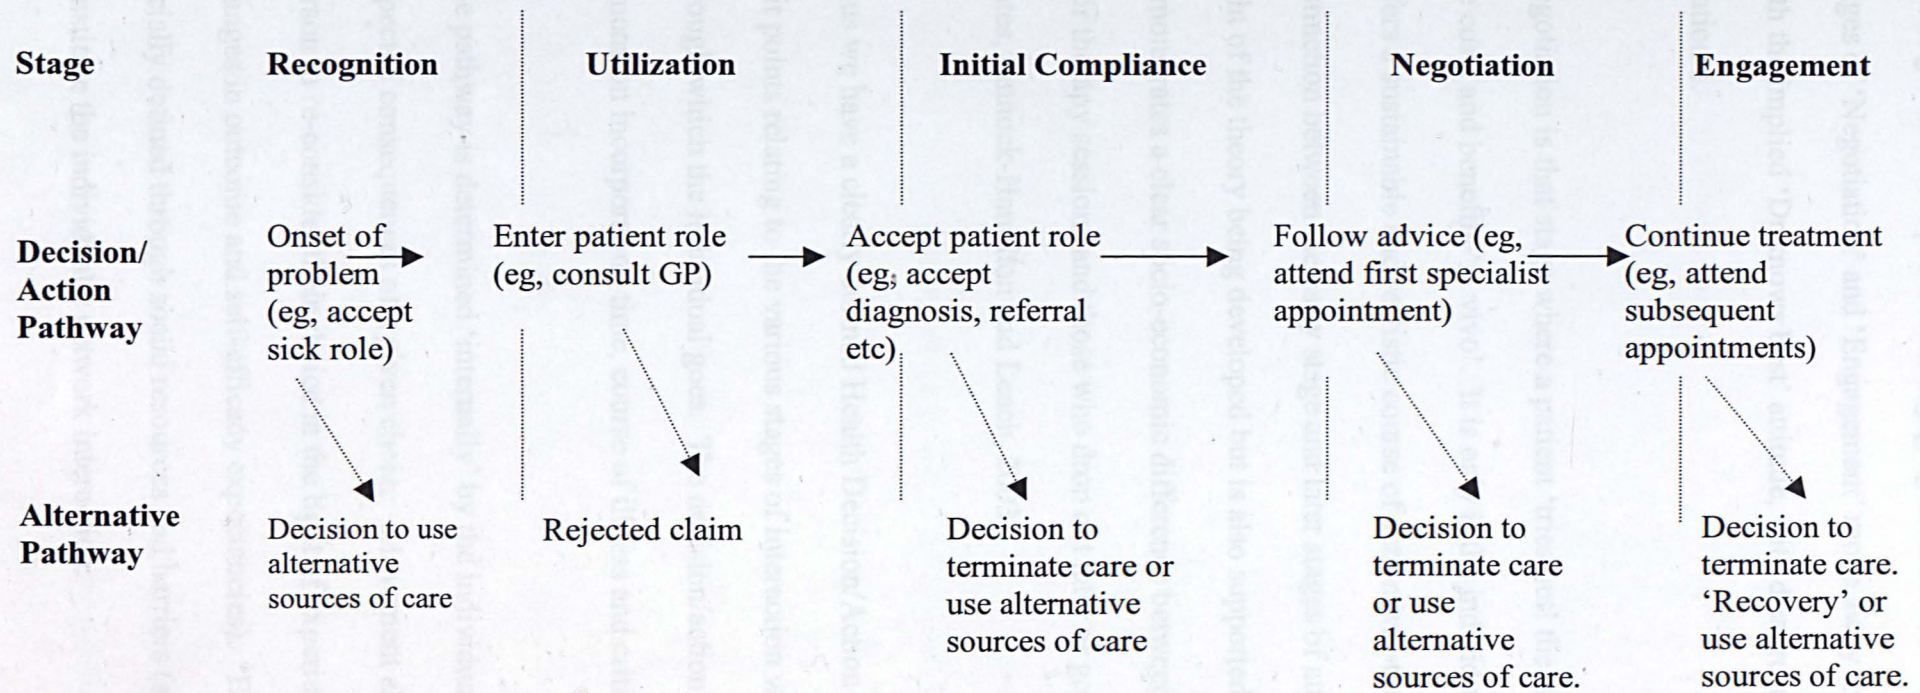 Stage Recognition Utilization Initial Compliance Negotiation Engagement
Decision/
Action
Pathway
Onset of
problem
(eg, accept
sick role)
Enter patient role
(eg, consult GP)
Accept patient role
(eg, accept
diagnosis, referral
etc)
Follow advice (eg,
attend first specialist
appointment)
Continue treatment
(eg, attend
subsequent
appointments)
Alternative
Pathway
Decision to use
alternative
sources of care
Rejected claim
Decision to
terminate care or
use alternative
sources of care
Decision to
terminate care
or use
alternative
sources of care.
Decision to
terminate care.
‘Recovery’ or
use alternative
sources of care.